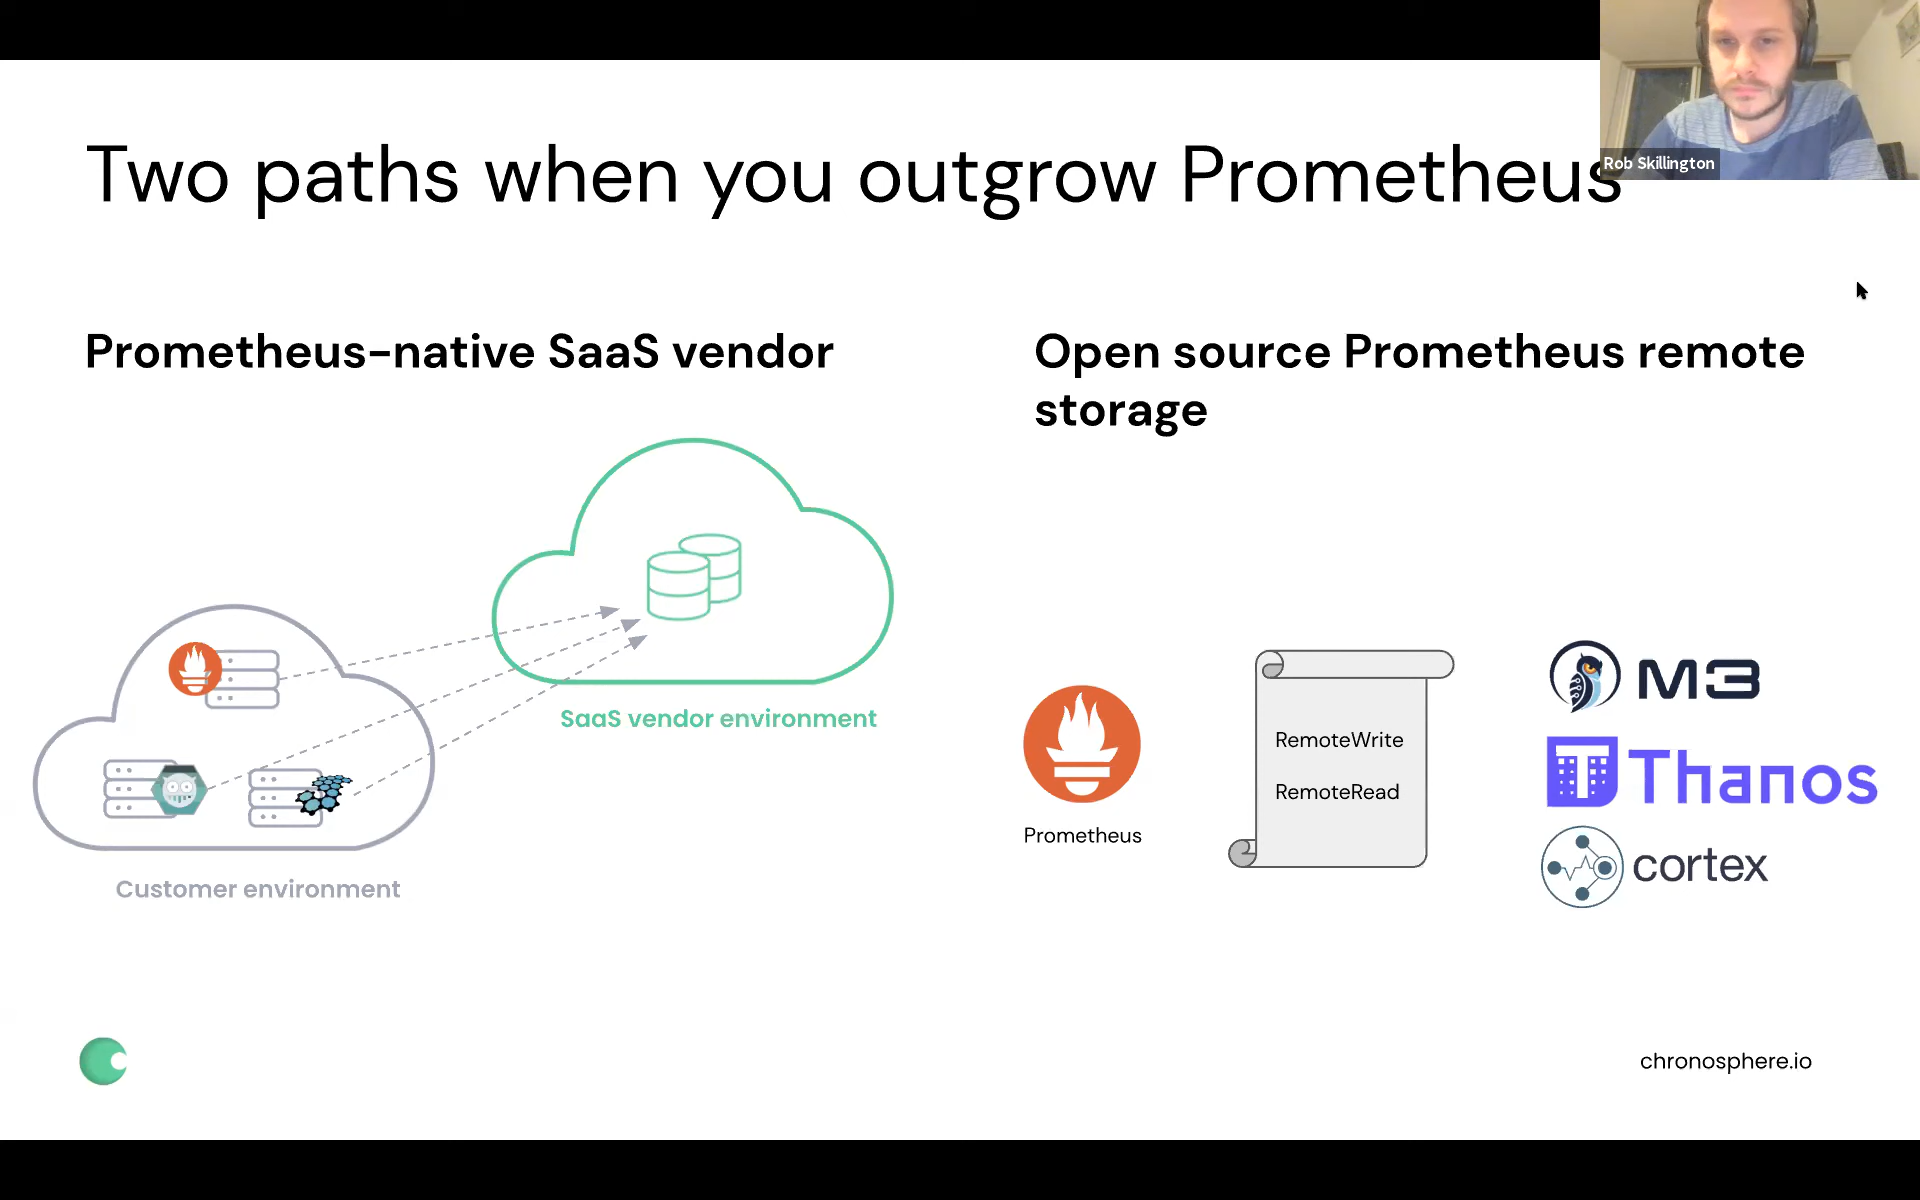 Two paths when you outgrow Prometheus
Rob Skillington
Prometheus-native SaaS vendor
Open source Prometheus remote
storage
SaaS vendor environment
Customer environment
Prometheus
RemoteWrite
RemoteRead
M3
Thanos
cortex
chronosphere.io